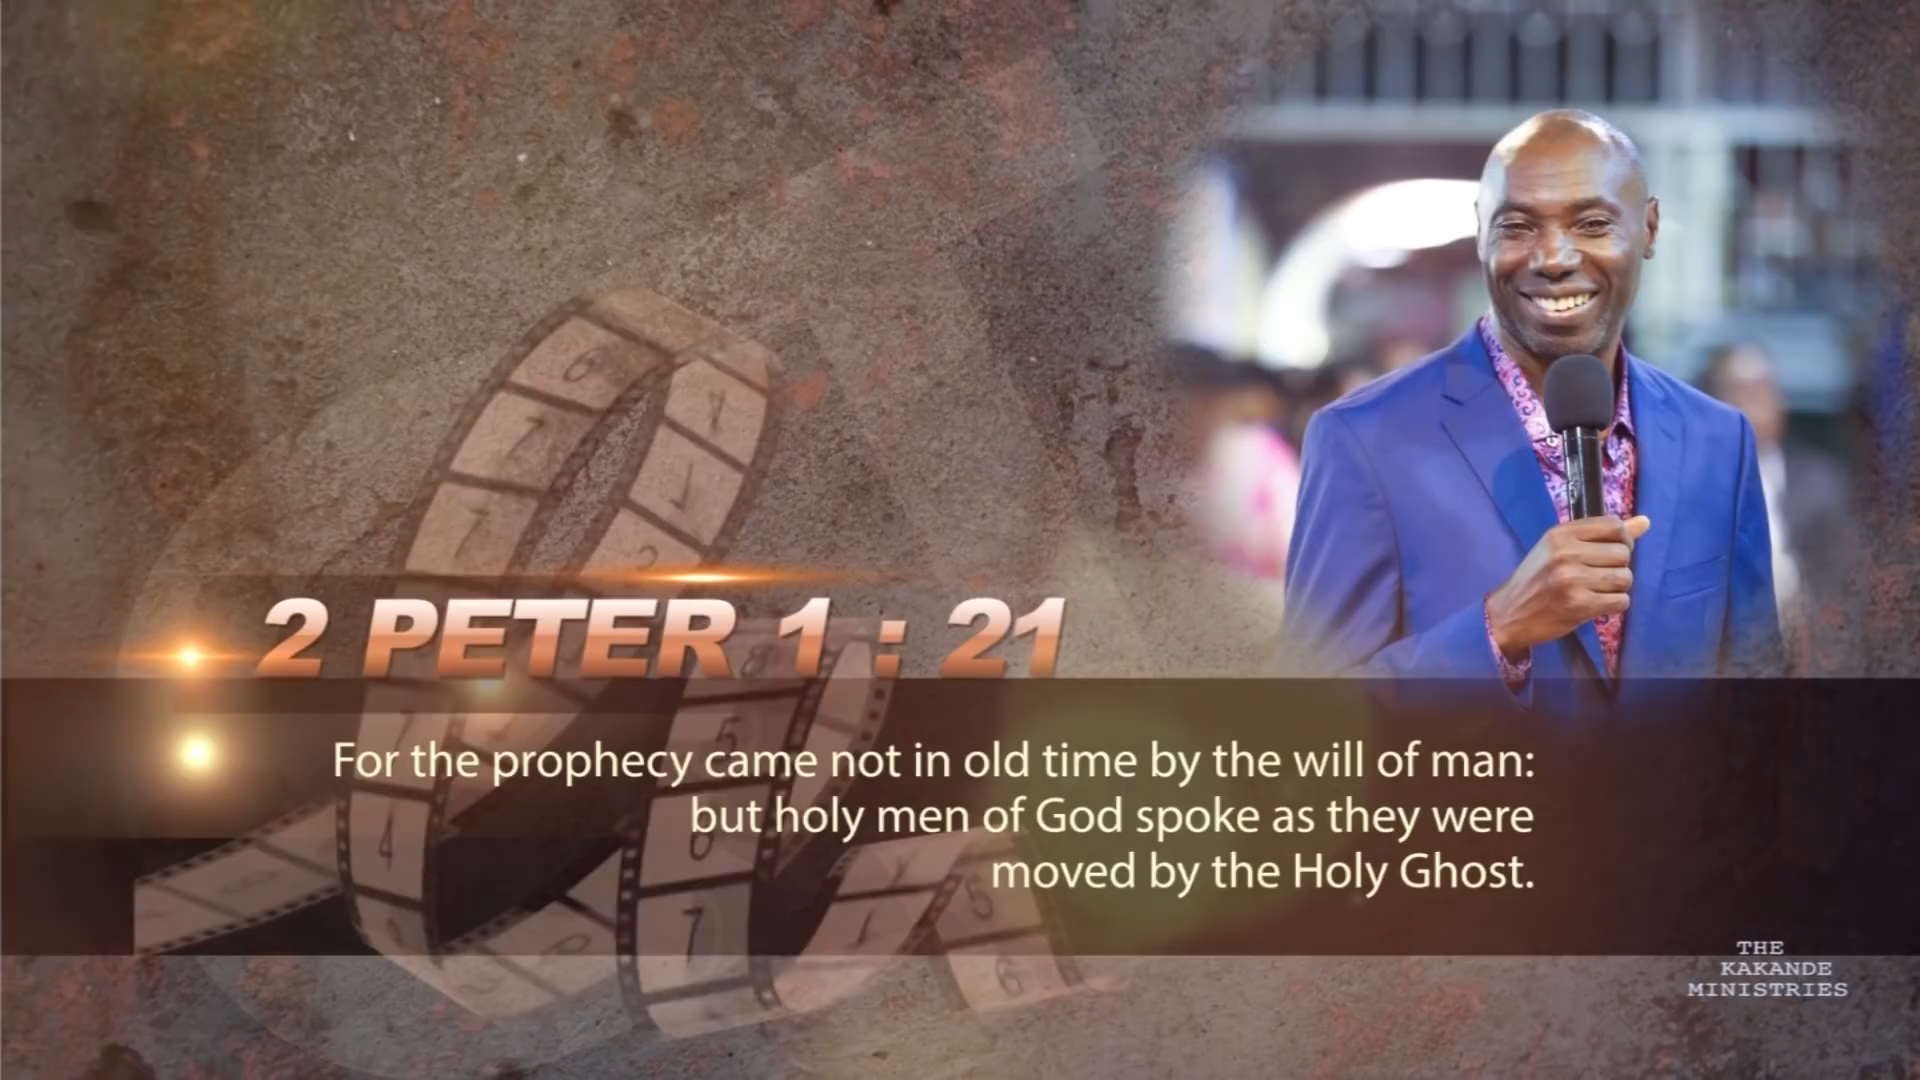 2 PETER 1 : 21
For the prophecy came not in old time by the will of man:
but holy men of God spoke as they were
moved by the Holy Ghost.
THE
KAKANDE
MINISTRIES